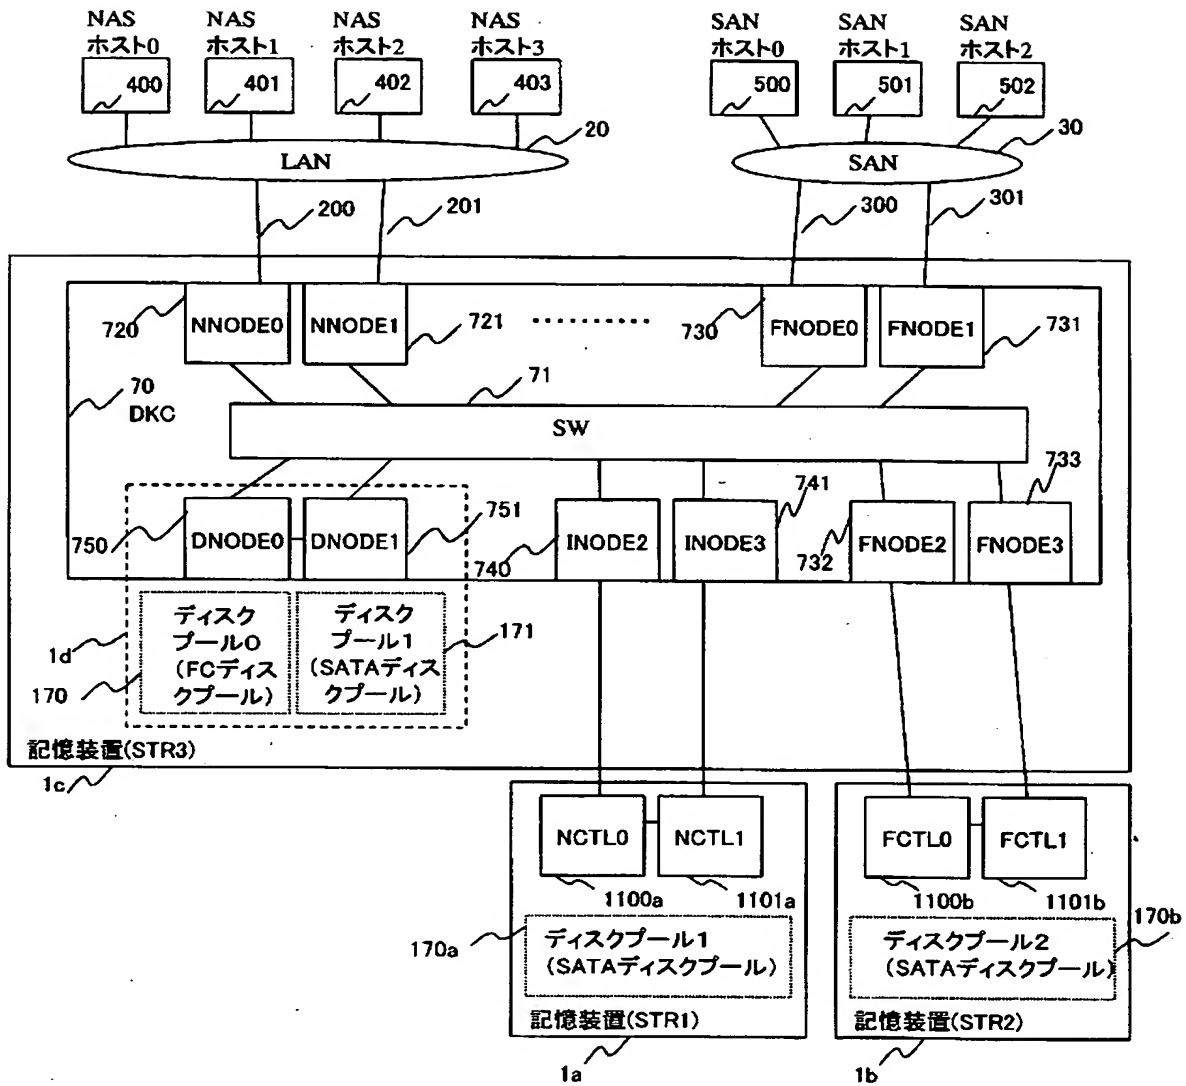 NAS
ホスト0
NAS
ホスト1
NAS
ホスト2
NAS
ホスト3
SAN
ホスト0
SAN
ホスト1
SAN
ホスト2
400
401
402
403
500
501
502
20
30
LAN
SAN
200
201
300
301
720
NNODE0
NNODE1
721
730
FNODE0
FNODE1
731
70
DKC
71
SW
733
741
750
DNODE0
DNODE1
751
740
INODE2
INODE3
732
FNODE2
FNODE3
1d
170
ディスク
プール0
(FCディス
クプール)
ディスク
プール1
(SATAディス
クプール)
171
記憶装置(STR3)
1c
NCTL0
NCTL1
FCTL0
FCTL1
1100a
1101a
1100b
1101b
170a
ディスクプール1
(SATAディスクプール)
170b
ディスクプール2
(SATAディスクプール)
記憶装置(STR1)
記憶装置(STR2)
1a
1b